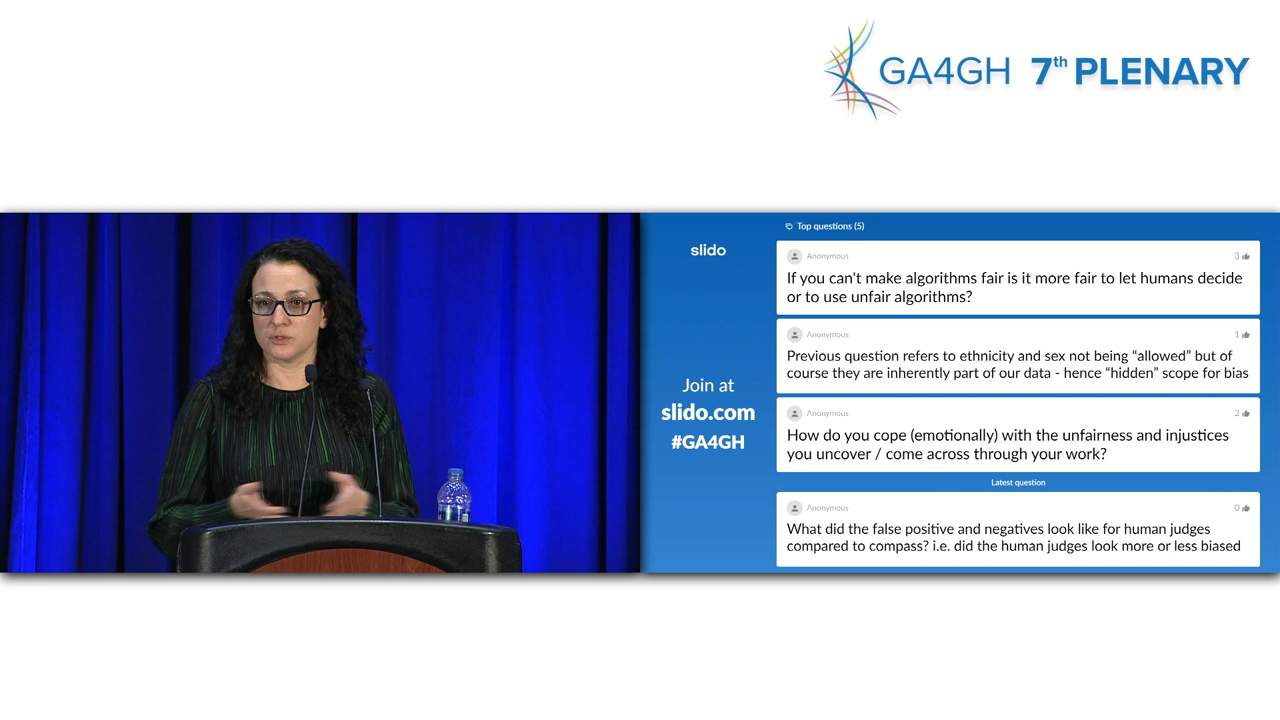 GA4GH 7th PLENARY
slido
Join at
slido.com
#GA4GH
Top questions (5)
Anonymous
3
If you can't make algorithms fair is it more fair to let humans decide
or to use unfair algorithms?
Anonymous
1
Previous question refers to ethnicity and sex not being “allowed” but of
course they are inherently part of our data - hence “hidden” scope for bias
Anonymous
2
How do you cope (emotionally) with the unfairness and injustices
you uncover / come across through your work?
Latest question
Anonymous
0
What did the false positive and negatives look like for human judges
compared to compass? i.e. did the human judges look more or less biased